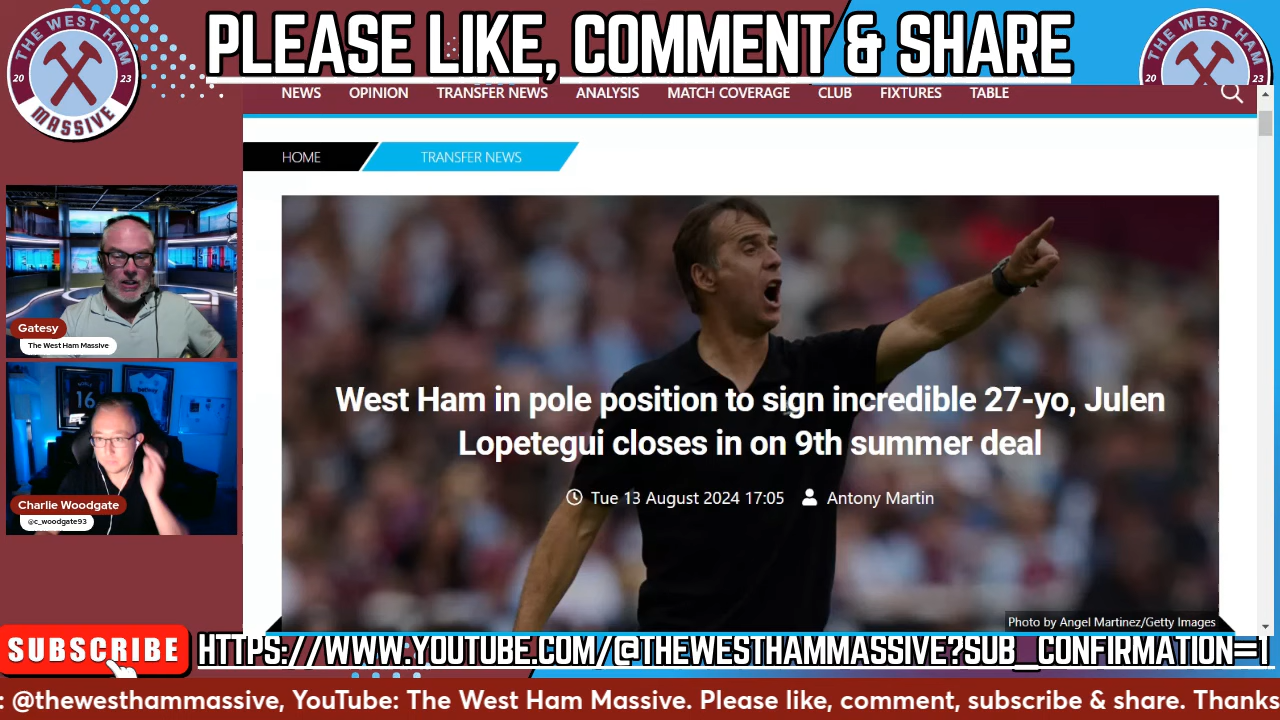 PLEASE LIKE, COMMENT & SHARE
THE WEST HAM
20 23
MASSIVE
THE WEST HAM
20 23
NEWS OPINION TRANSFER NEWS ANALYSIS MATCH COVERAGE CLUB FIXTURES TABLE
HOME TRANSFER NEWS
West Ham in pole position to sign incredible 27-yo, Julen
Lopetegui closes in on 9th summer deal
Tue 13 August 2024 17:05 Antony Martin
Photo by Angel Martinez/Getty Images
Gatesy
The West Ham Massive
16
Charlie Woodgate
@c_woodgate93
SUBSCRIBE
HTTPS://WWW.YOUTUBE.COM/@THEWESTHAMMASSIVE?SUB_CONFIRMATION=1
: @thewesthammassive, YouTube: The West Ham Massive. Please like, comment, subscribe & share. Thanks